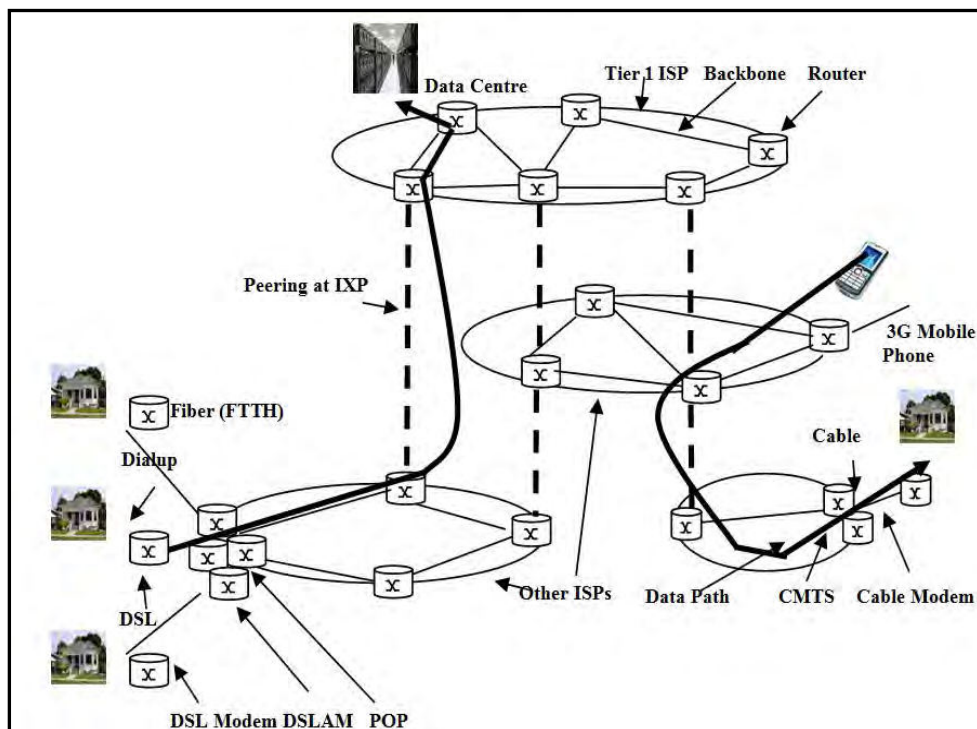 Data Centre
Tier 1 ISP
Backbone
Router
Peering at IXP
3G Mobile
Phone
Fiber (FTTH)
Dialup
Cable
DSL
Other ISPs
Data Path
CMTS
Cable Modem
DSL Modem
DSLAM
POP